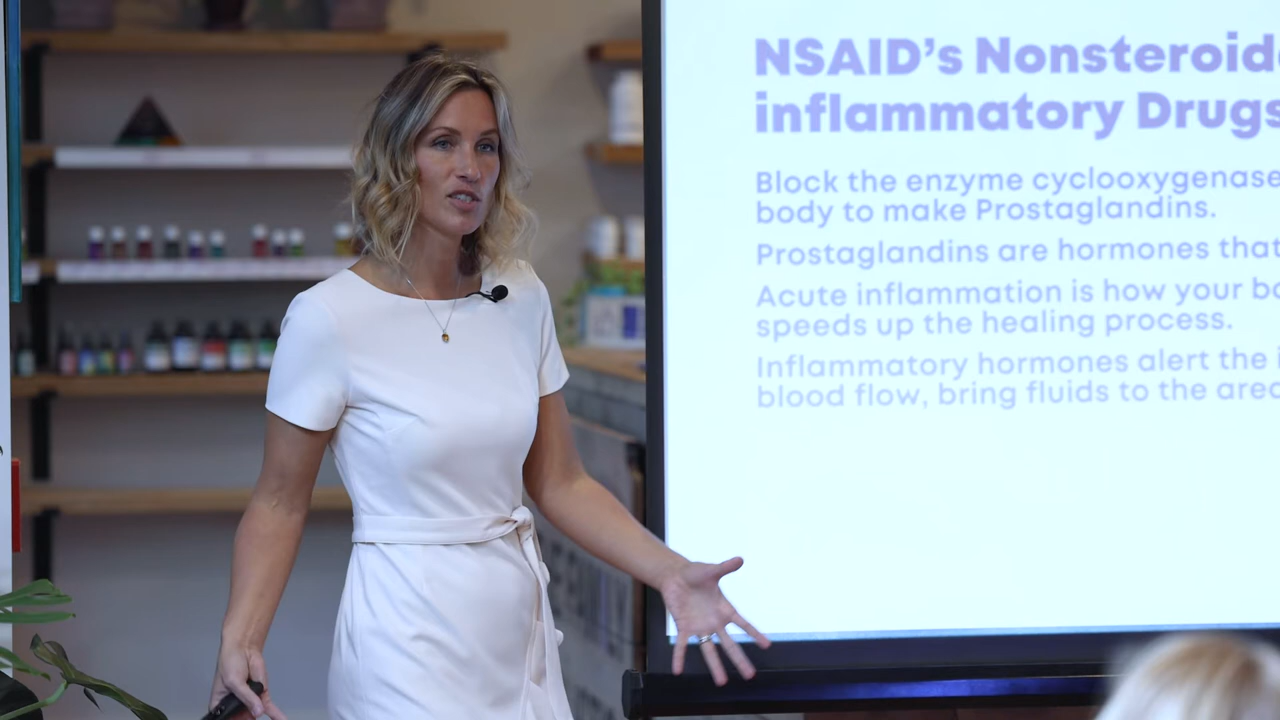 NSAID’s Nonsteroid
inflammatory Drugs
Block the enzyme cyclooxygenase
body to make Prostaglandins.
Prostaglandins are hormones that
Acute inflammation is how your bo
speeds up the healing process.
Inflammatory hormones alert the i
blood flow, bring fluids to the area